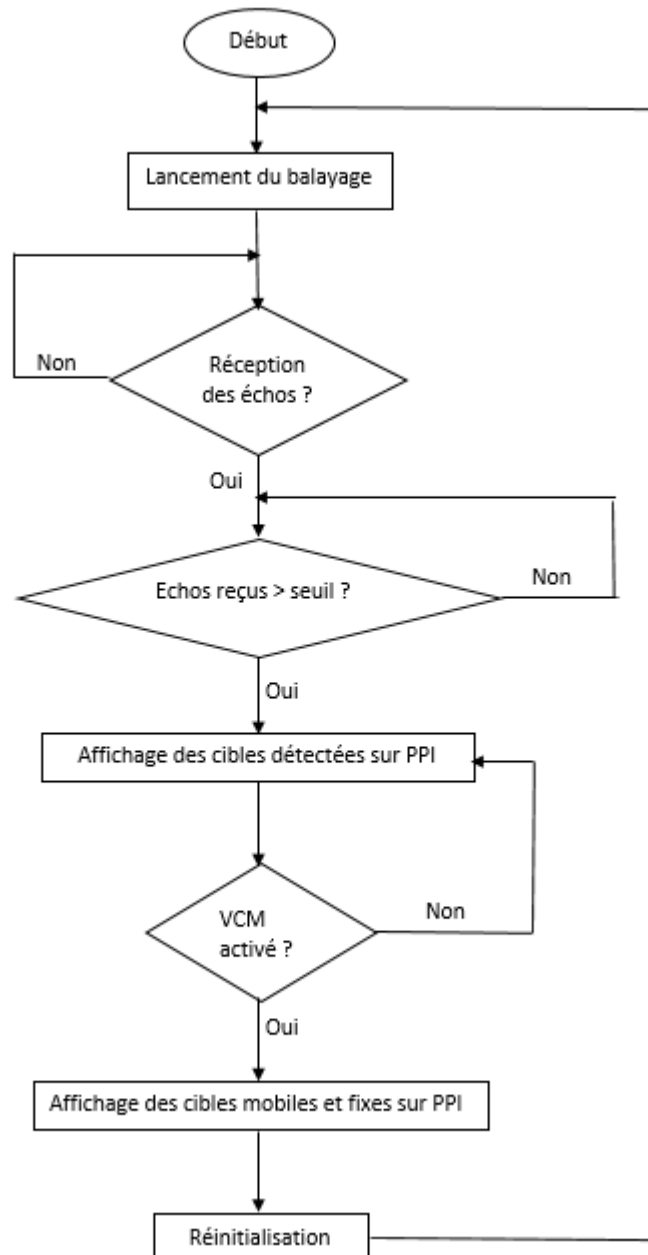 Début
Lancement du balayage
Non
Réception
des échos ?
Oui
Echos reçus > seuil ?
Non
Oui
Affichage des cibles détectées sur PPI
VCM
activé ?
Non
Oui
Affichage des cibles mobiles et fixes sur PPI
Réinitialisation